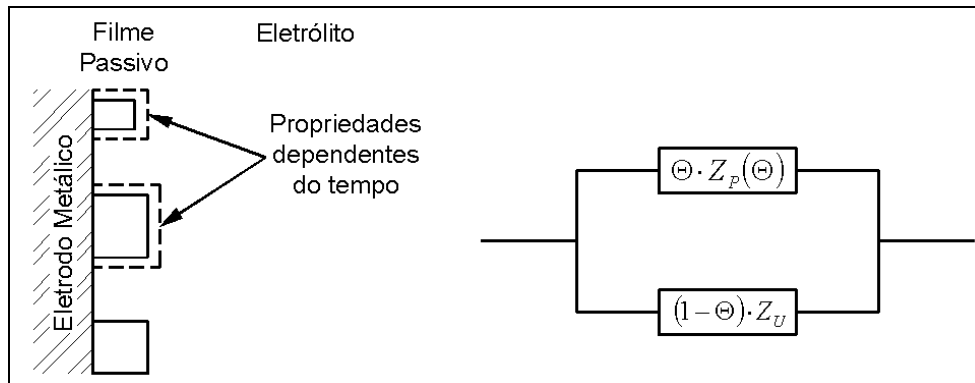 Filme
Passivo
Eletrólito
Eletrodo Metálico
Propriedades
dependentes
do tempo
Θ · Z_P(Θ)
(1−Θ) · Z_U